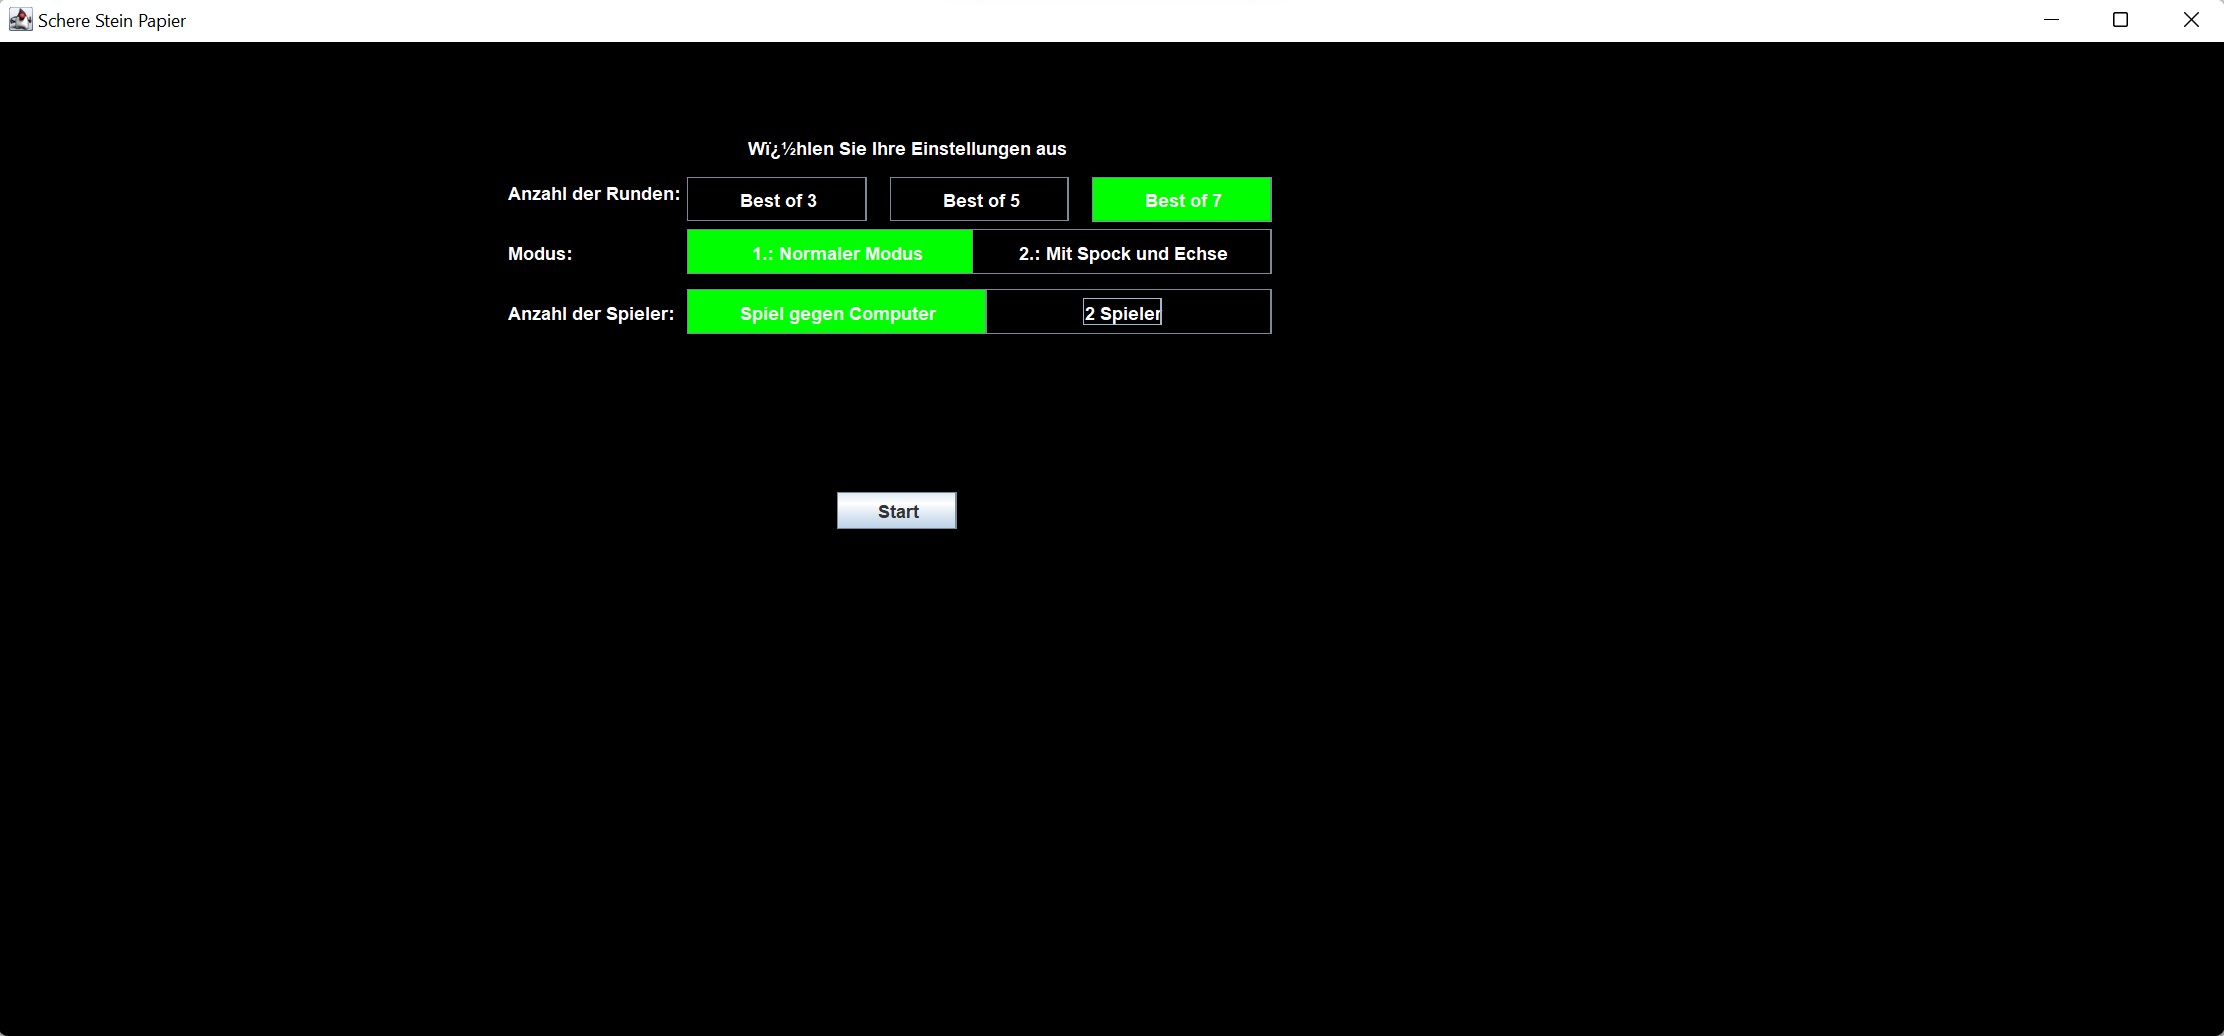 Schere Stein Papier
Wï¿½hlen Sie Ihre Einstellungen aus
Anzahl der Runden: Best of 3 Best of 5 Best of 7
Modus: 1.: Normaler Modus 2.: Mit Spock und Echse
Anzahl der Spieler: Spiel gegen Computer 2 Spieler
Start